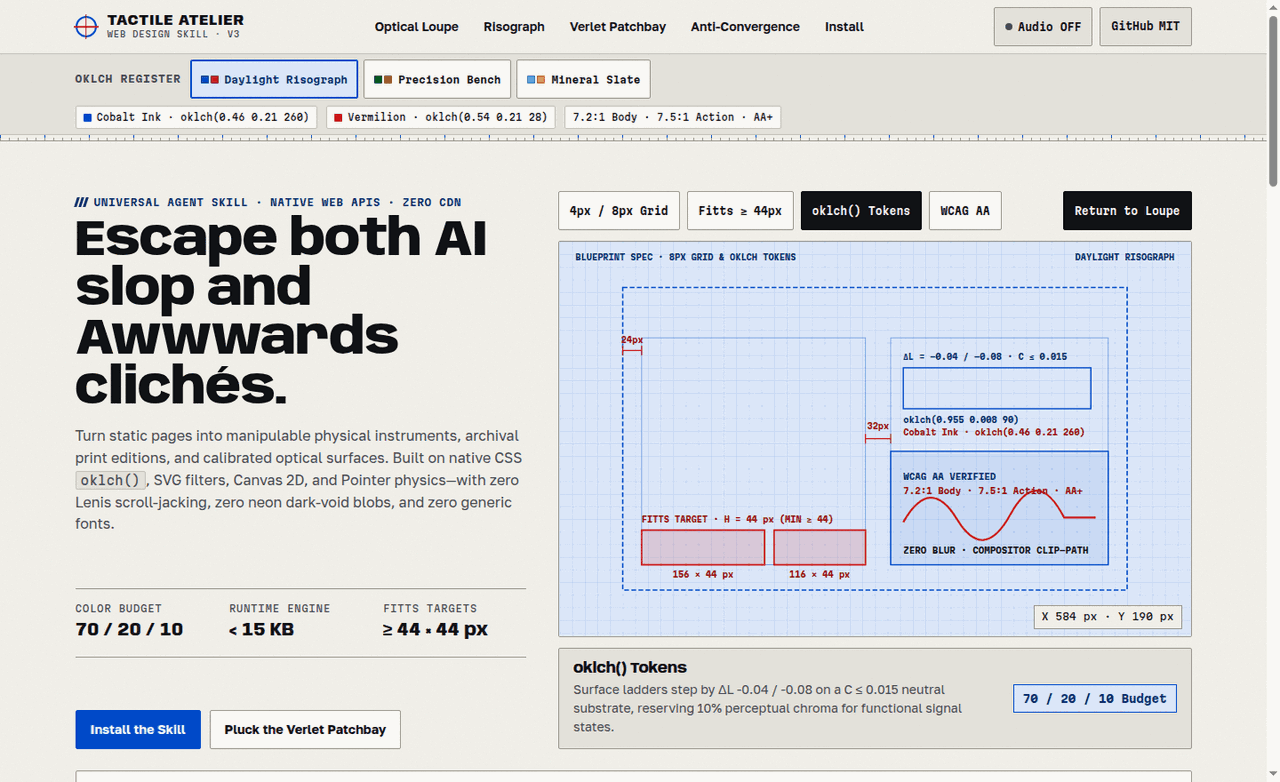 TACTILE ATELIER
WEB DESIGN SKILL · V3
Optical Loupe
Risograph
Verlet Patchbay
Anti-Convergence
Install
Audio OFF
GitHub MIT
OKLCH REGISTER
Daylight Risograph
Precision Bench
Mineral Slate
Cobalt Ink · oklch(0.46 0.21 260)
Vermilion · oklch(0.54 0.21 28)
7.2:1 Body · 7.5:1 Action · AA+
UNIVERSAL AGENT SKILL · NATIVE WEB APIS · ZERO CDN
Escape both AI
slop and
Awwwards
clichés.
Turn static pages into manipulable physical instruments, archival
print editions, and calibrated optical surfaces. Built on native CSS
oklch(), SVG filters, Canvas 2D, and Pointer physics—with zero
Lenis scroll-jacking, zero neon dark-void blobs, and zero generic
fonts.
COLOR BUDGET
70 / 20 / 10
RUNTIME ENGINE
< 15 KB
FITTS TARGETS
≥ 44 × 44 px
Install the Skill
Pluck the Verlet Patchbay
4px / 8px Grid
Fitts ≥ 44px
oklch() Tokens
WCAG AA
Return to Loupe
BLUEPRINT SPEC · 8PX GRID & OKLCH TOKENS
DAYLIGHT RISOGRAPH
24px
32px
ΔL = −0.04 / −0.08 · C ≤ 0.015
oklch(0.955 0.008 90)
Cobalt Ink · oklch(0.46 0.21 260)
WCAG AA VERIFIED
7.2:1 Body · 7.5:1 Action · AA+
ZERO BLUR · COMPOSITOR CLIP-PATH
FITTS TARGET · H = 44 px (MIN ≥ 44)
156 × 44 px
116 × 44 px
X 584 px · Y 190 px
oklch() Tokens
Surface ladders step by ΔL -0.04 / -0.08 on a C ≤ 0.015 neutral
substrate, reserving 10% perceptual chroma for functional signal
states.
70 / 20 / 10 Budget